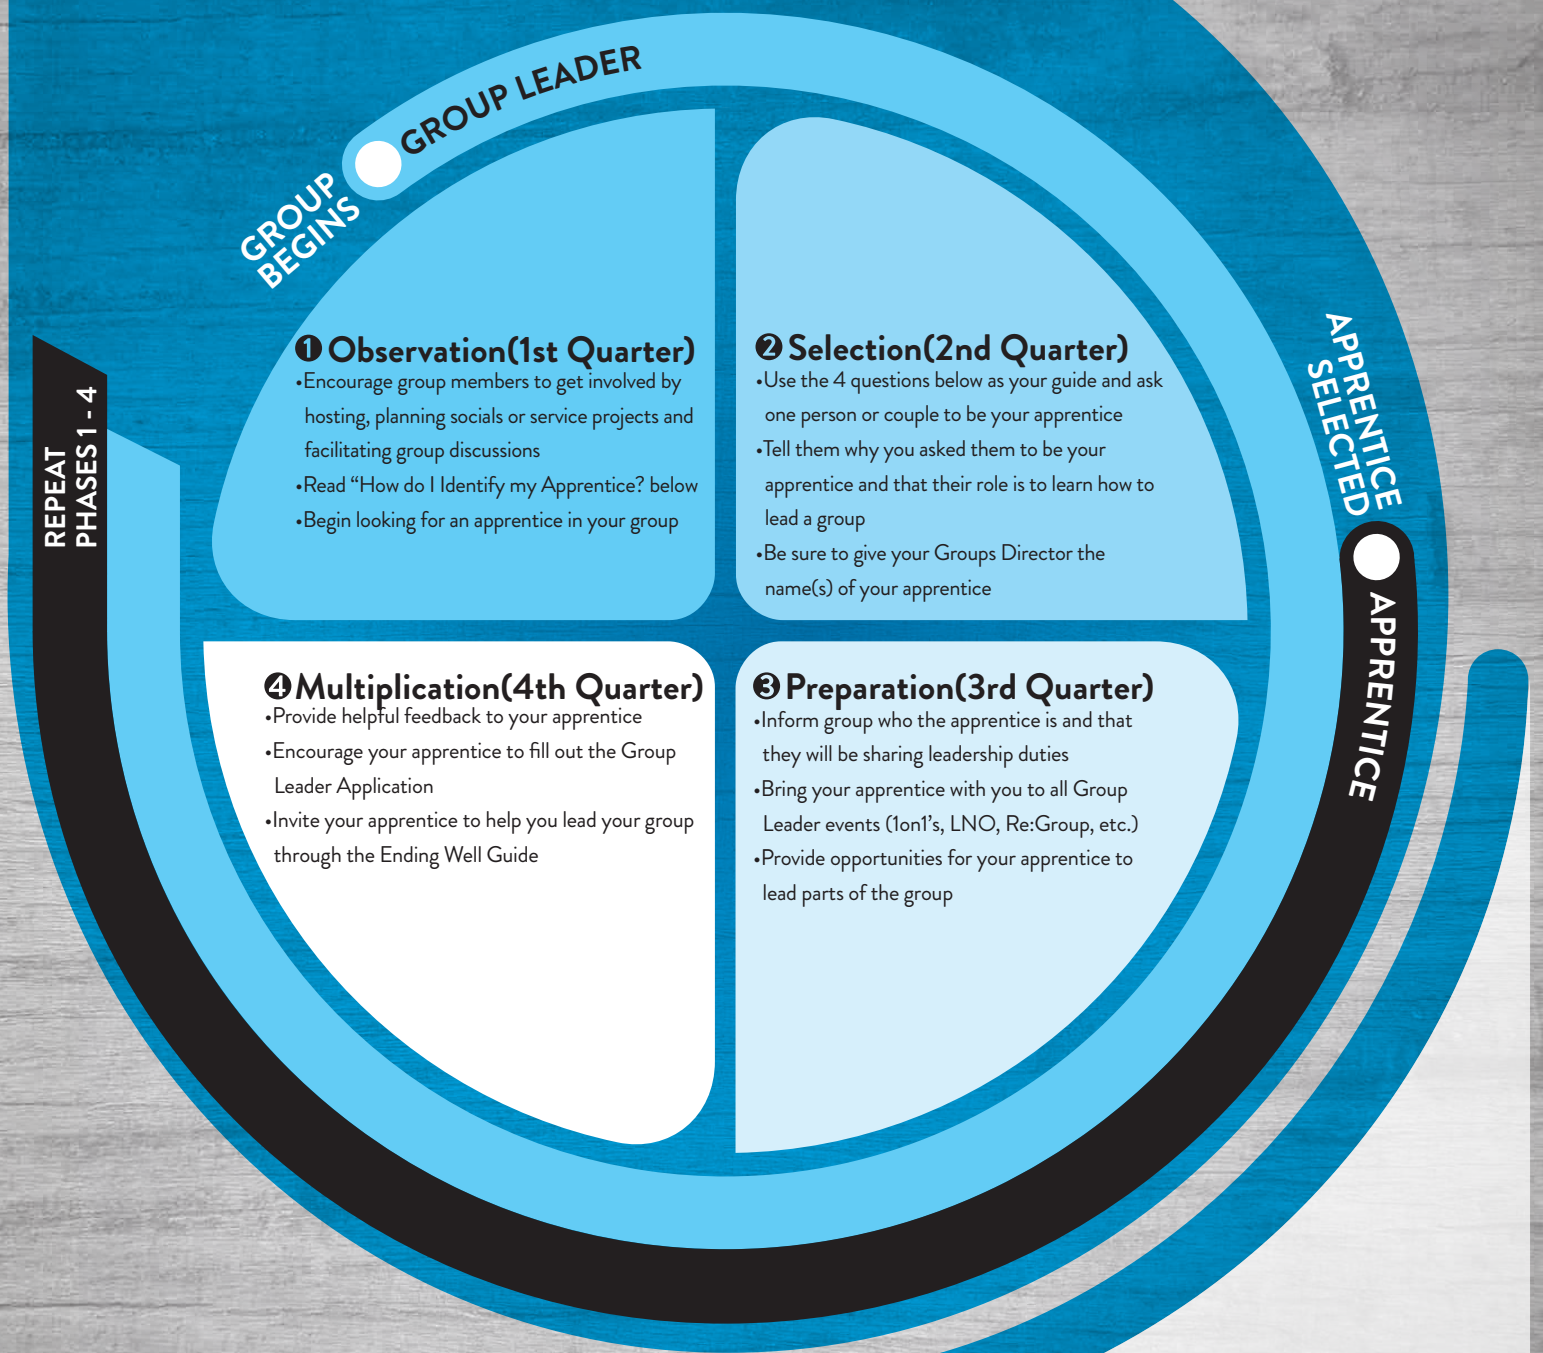 GROUP LEADER
GROUP
BEGINS
❶ Observation(1st Quarter)
•Encourage group members to get involved by
hosting, planning socials or service projects and
facilitating group discussions
•Read “How do I Identify my Apprentice? below
•Begin looking for an apprentice in your group
❷ Selection(2nd Quarter)
•Use the 4 questions below as your guide and ask
one person or couple to be your apprentice
•Tell them why you asked them to be your
apprentice and that their role is to learn how to
lead a group
•Be sure to give your Groups Director the
name(s) of your apprentice
APPRENTICE
SELECTED
APPRENTICE
❸ Preparation(3rd Quarter)
•Inform group who the apprentice is and that
they will be sharing leadership duties
•Bring your apprentice with you to all Group
Leader events (1on1’s, LNO, Re:Group, etc.)
•Provide opportunities for your apprentice to
lead parts of the group
❹ Multiplication(4th Quarter)
•Provide helpful feedback to your apprentice
•Encourage your apprentice to fill out the Group
Leader Application
•Invite your apprentice to help you lead your group
through the Ending Well Guide
REPEAT
PHASES 1 - 4